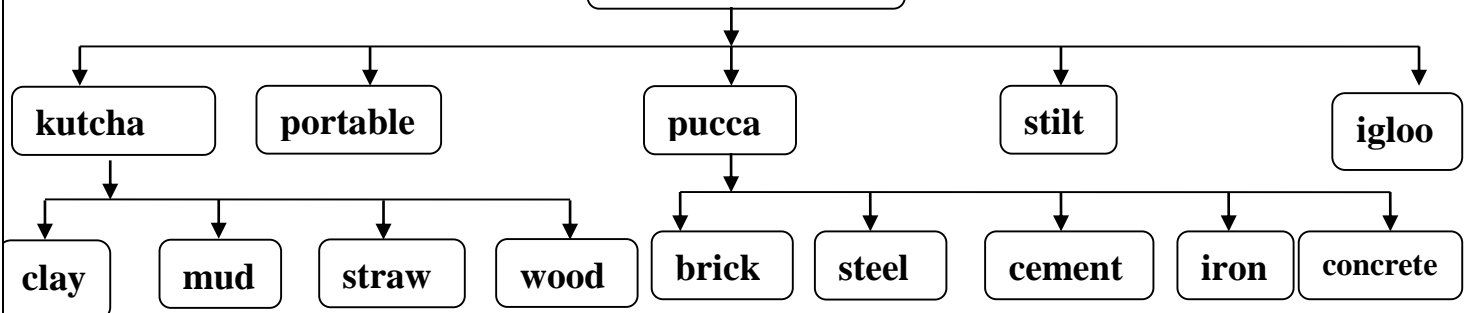 kutcha portable pucca stilt igloo
clay mud straw wood brick steel cement iron concrete